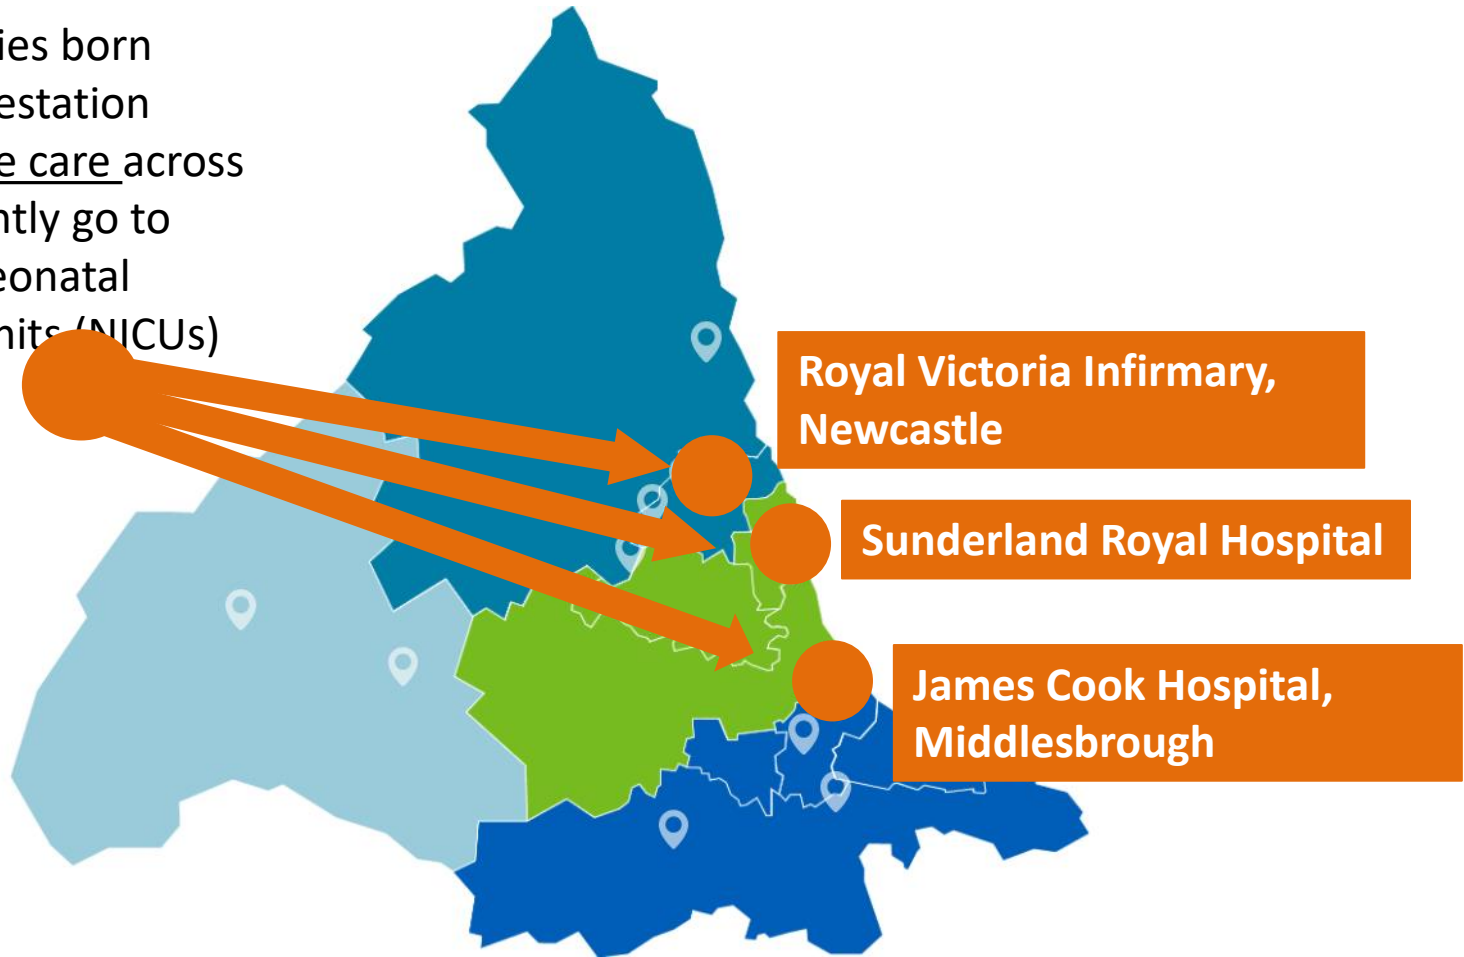 ies born
estation
e care across
ntly go to
eonatal
nits (NICUs)
Royal Victoria Infirmary,
Newcastle
Sunderland Royal Hospital
James Cook Hospital,
Middlesbrough